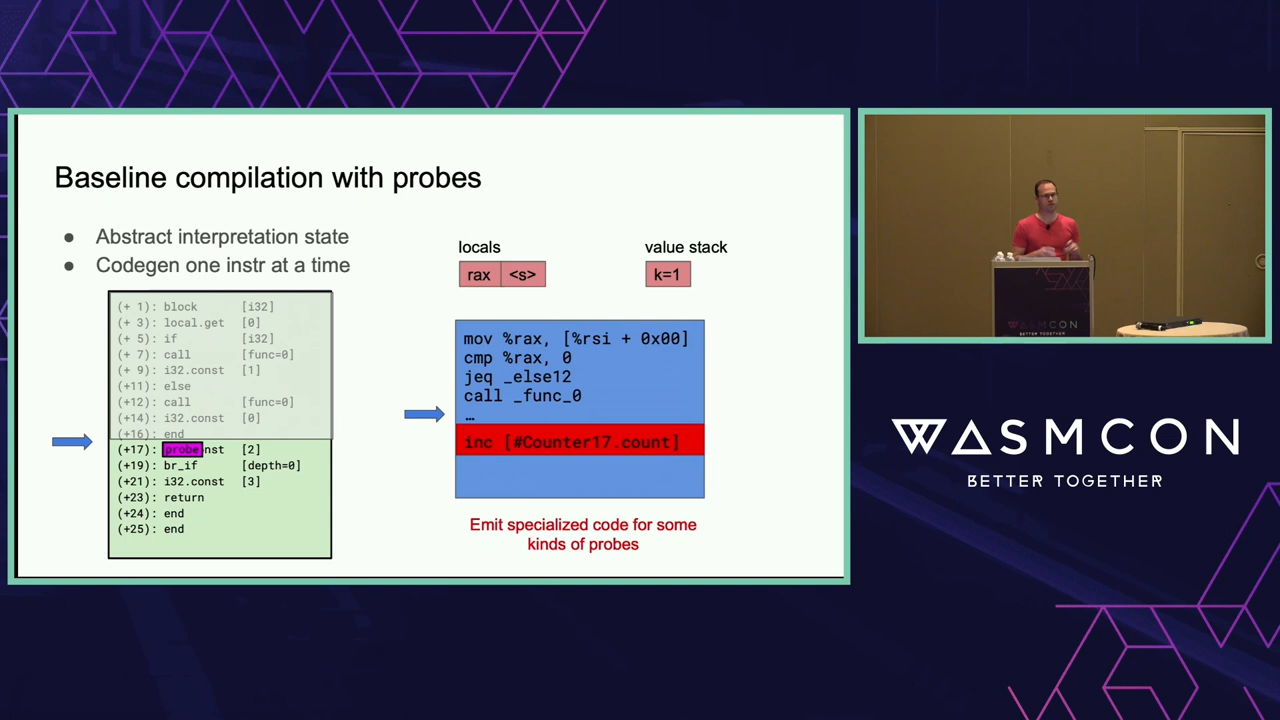 Baseline compilation with probes
● Abstract interpretation state
● Codegen one instr at a time
(+ 1): block [i32]
(+ 3): local.get [0]
(+ 5): if [i32]
(+ 7): call [func=0]
(+ 9): i32.const [1]
(+11): else
(+12): call [func=0]
(+14): i32.const [0]
(+16): end
(+17): probenst [2]
(+19): br_if [depth=0]
(+21): i32.const [3]
(+23): return
(+24): end
(+25): end
locals
rax <s>
value stack
k=1
mov %rax, [%rsi + 0x00]
cmp %rax, 0
jeq _else12
call _func_0
…
inc [#Counter17.count]
Emit specialized code for some
kinds of probes
WASMCON
BETTER TOGETHER
WASMCON
BETTER TOGETHER